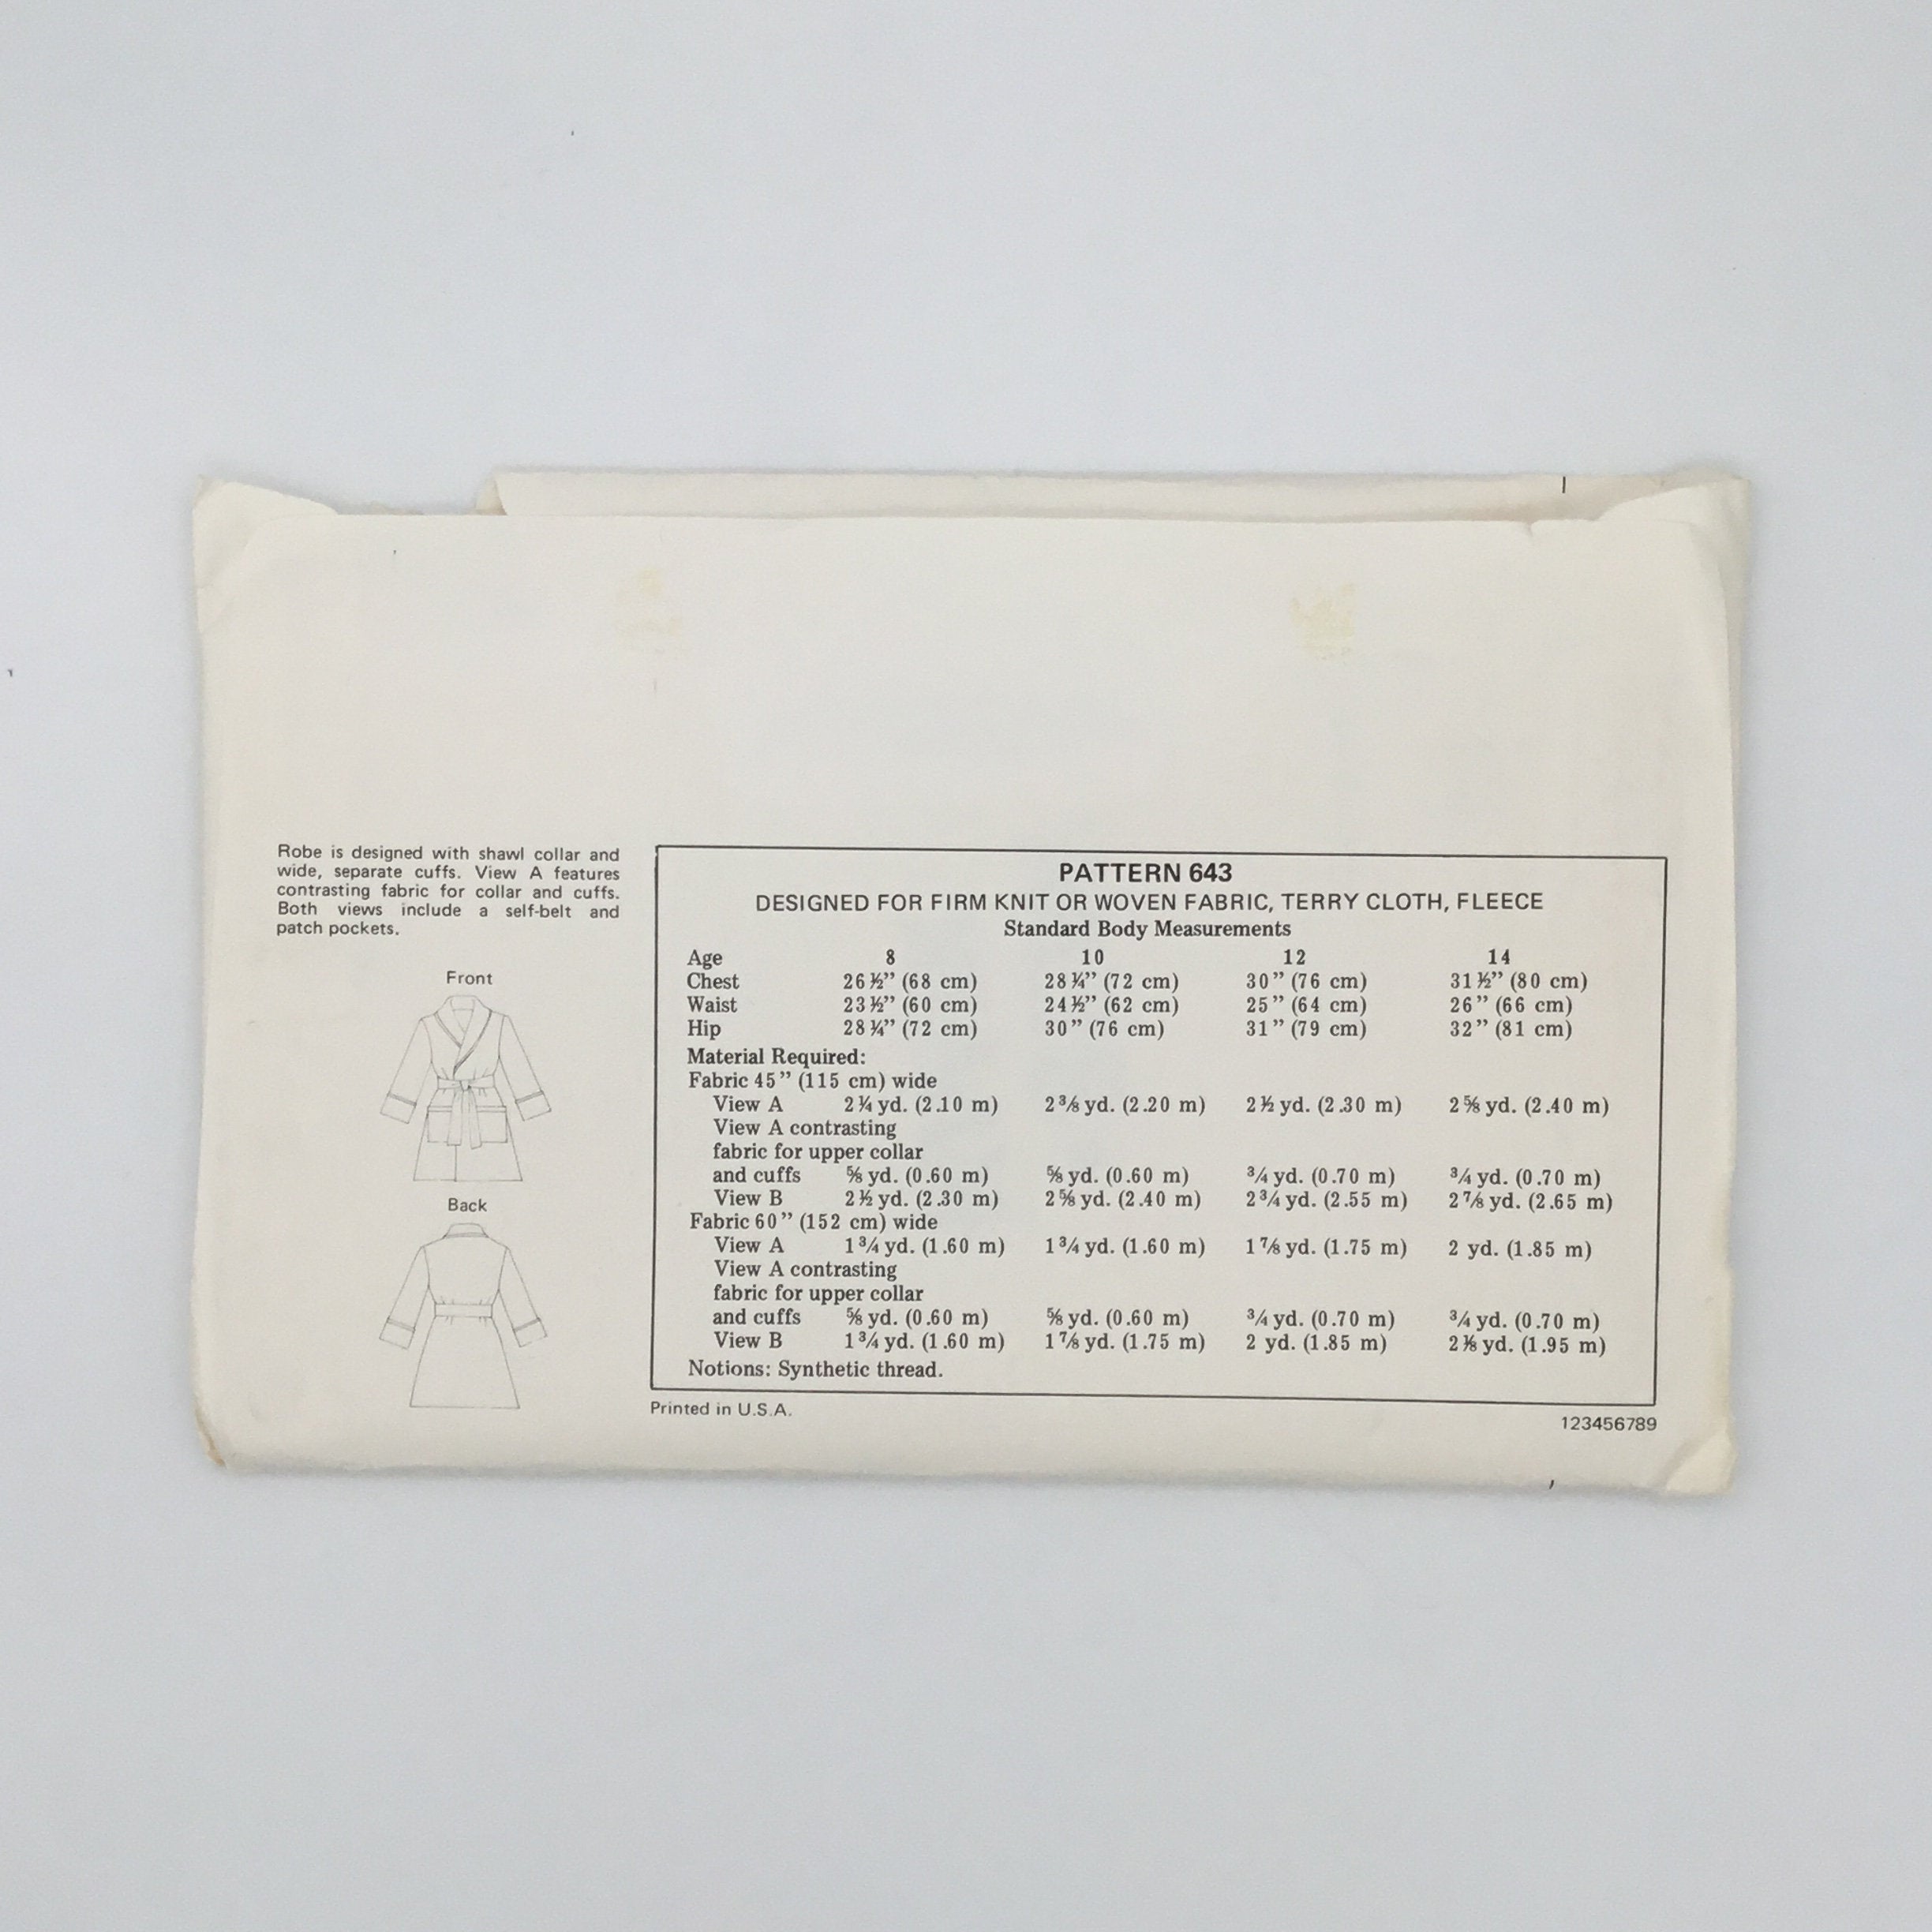 Robe is designed with shawl collar and
wide, separate cuffs. View A features
contrasting fabric for collar and cuffs.
Both views include a self-belt and
patch pockets.
Front
Back
PATTERN 643
DESIGNED FOR FIRM KNIT OR WOVEN FABRIC, TERRY CLOTH, FLEECE
Standard Body Measurements
Age 8 10 12 14
Chest 26½” (68 cm) 28¼” (72 cm) 30” (76 cm) 31½” (80 cm)
Waist 23½” (60 cm) 24½” (62 cm) 25” (64 cm) 26” (66 cm)
Hip 28¼” (72 cm) 30” (76 cm) 31” (79 cm) 32” (81 cm)
Material Required:
Fabric 45” (115 cm) wide
View A 2¼ yd. (2.10 m) 2⅜ yd. (2.20 m) 2½ yd. (2.30 m) 2⅝ yd. (2.40 m)
View A contrasting
fabric for upper collar
and cuffs ⅝ yd. (0.60 m) ⅝ yd. (0.60 m) ¾ yd. (0.70 m) ¾ yd. (0.70 m)
View B 2½ yd. (2.30 m) 2⅝ yd. (2.40 m) 2¾ yd. (2.55 m) 2⅞ yd. (2.65 m)
Fabric 60” (152 cm) wide
View A 1¾ yd. (1.60 m) 1¾ yd. (1.60 m) 1⅞ yd. (1.75 m) 2 yd. (1.85 m)
View A contrasting
fabric for upper collar
and cuffs ⅝ yd. (0.60 m) ⅝ yd. (0.60 m) ¾ yd. (0.70 m) ¾ yd. (0.70 m)
View B 1¾ yd. (1.60 m) 1⅞ yd. (1.75 m) 2 yd. (1.85 m) 2⅛ yd. (1.95 m)
Notions: Synthetic thread.
Printed in U.S.A.
123456789